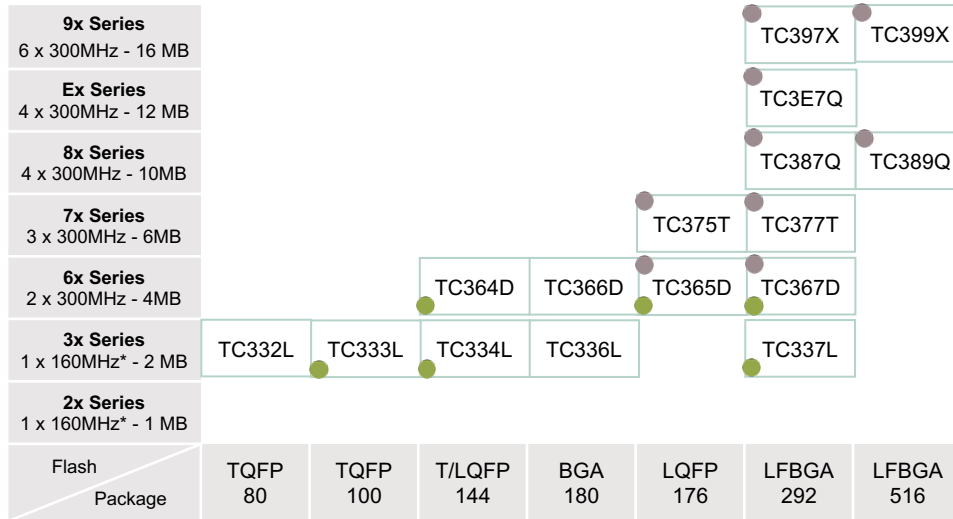 9x Series
6 x 300MHz - 16 MB
TC397X
TC399X
Ex Series
4 x 300MHz - 12 MB
TC3E7Q
8x Series
4 x 300MHz - 10MB
TC387Q
TC389Q
7x Series
3 x 300MHz - 6MB
TC375T
TC377T
6x Series
2 x 300MHz - 4MB
TC364D
TC366D
TC365D
TC367D
3x Series
1 x 160MHz* - 2 MB
TC332L
TC333L
TC334L
TC336L
TC337L
2x Series
1 x 160MHz* - 1 MB
Flash
Package
TQFP
80
TQFP
100
T/LQFP
144
BGA
180
LQFP
176
LFBGA
292
LFBGA
516